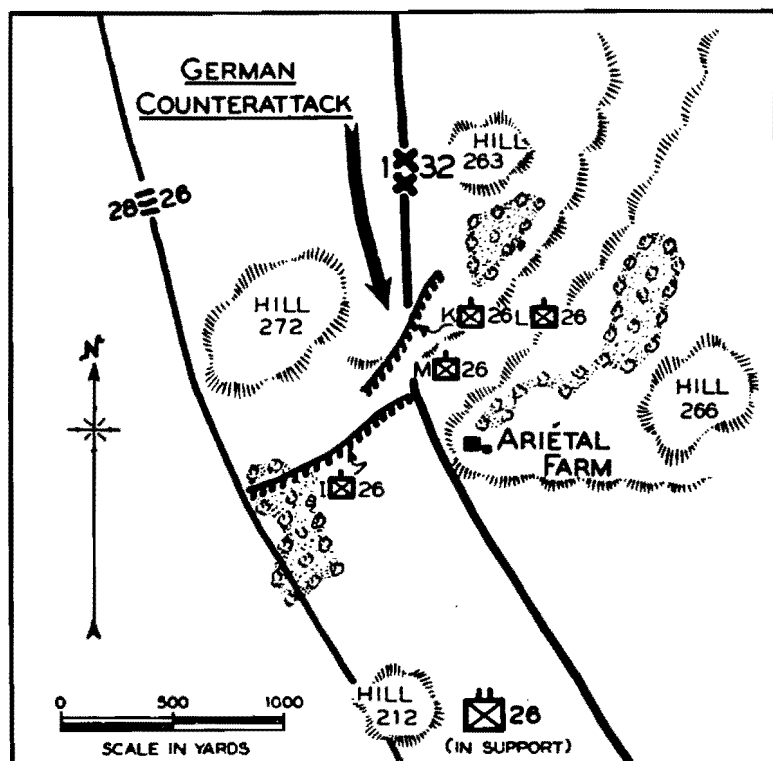 GERMAN
COUNTERATTACK
1 32
HILL
263
28 26
HILL
272
K 26 L 26
M 26
HILL
266
ARIÉTAL
FARM
N
I 26
HILL
212
26
(IN SUPPORT)
0 500 1000
SCALE IN YARDS